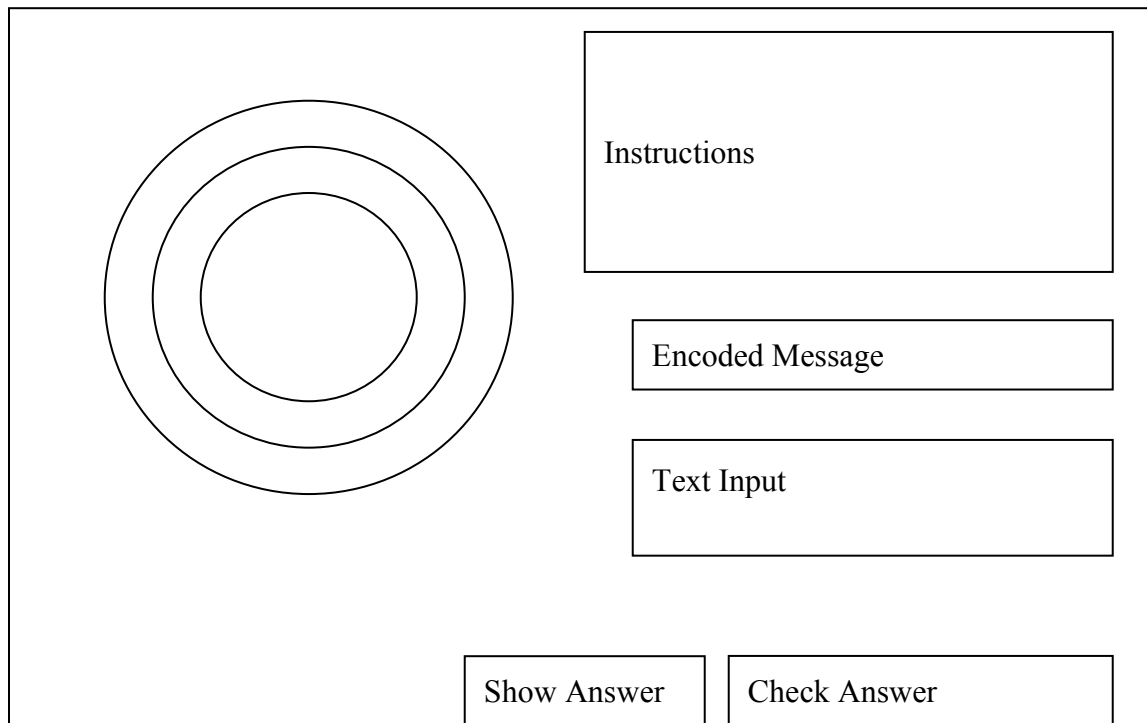 Instructions
Encoded Message
Text Input
Show Answer
Check Answer